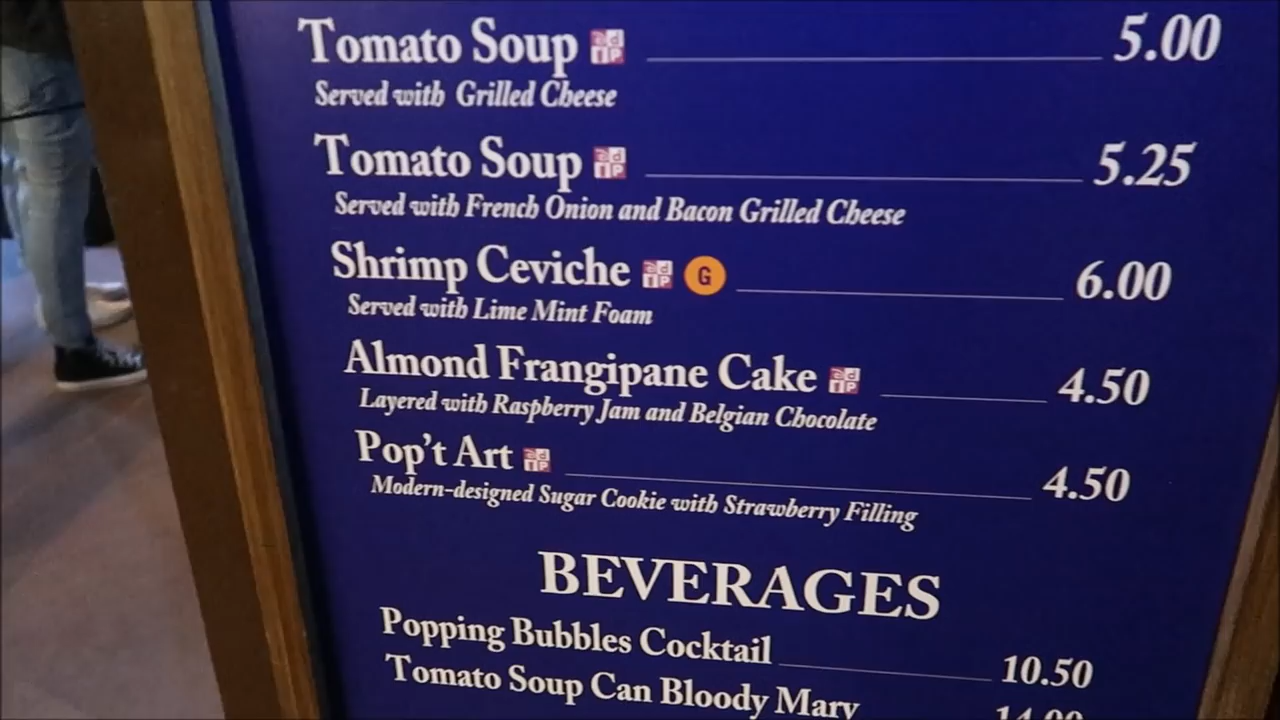 Tomato Soup 5.00
Served with Grilled Cheese
Tomato Soup 5.25
Served with French Onion and Bacon Grilled Cheese
Shrimp Ceviche G 6.00
Served with Lime Mint Foam
Almond Frangipane Cake 4.50
Layered with Raspberry Jam and Belgian Chocolate
Pop't Art 4.50
Modern-designed Sugar Cookie with Strawberry Filling
BEVERAGES
Popping Bubbles Cocktail 10.50
Tomato Soup Can Bloody Mary